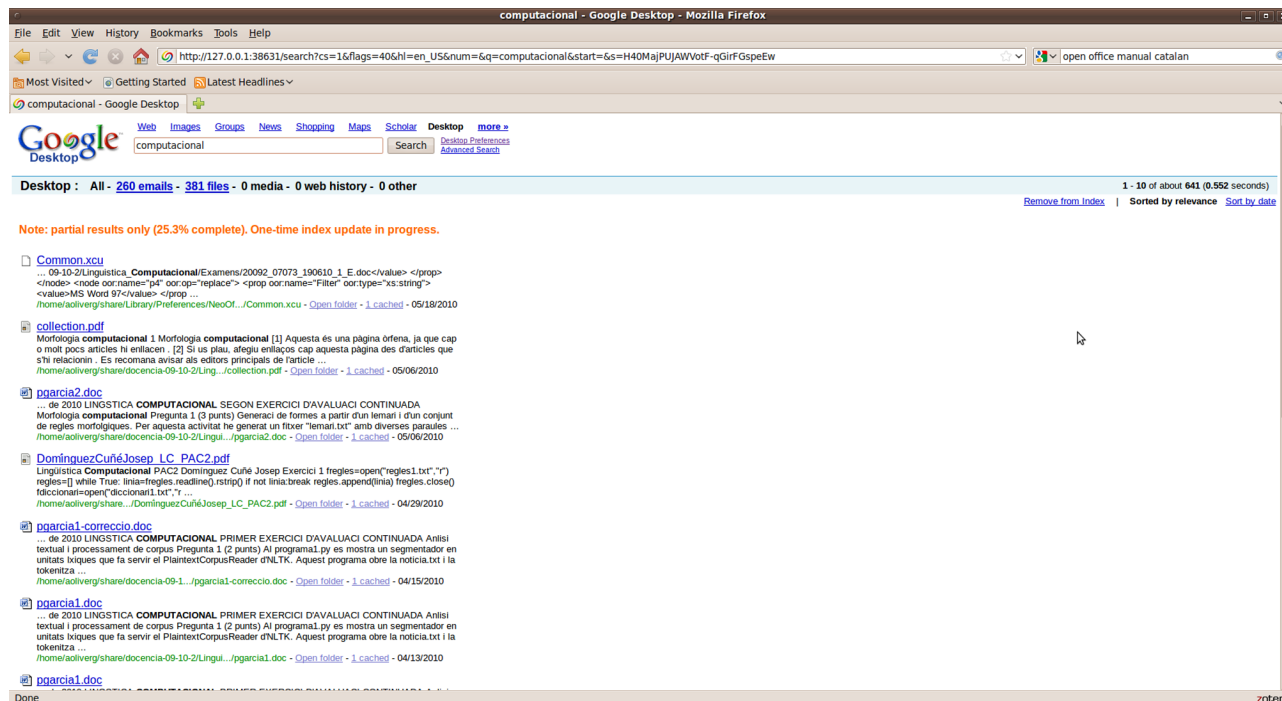 computacional - Google Desktop - Mozilla Firefox
File Edit View History Bookmarks Tools Help
http://127.0.0.1:38631/search?cs=1&flags=40&hl=en_US&num=&q=computacional&start=&s=H40MajPUJAWVotF-qGirFGspeEw
open office manual catalan
Most Visited Getting Started Latest Headlines
computacional - Google Desktop
Google Desktop
Web Images Groups News Shopping Maps Scholar Desktop more »
computacional Search Desktop Preferences
Advanced Search
Desktop : All - 260 emails - 381 files - 0 media - 0 web history - 0 other 1 - 10 of about 641 (0.552 seconds)
Remove from Index | Sorted by relevance Sort by date
Note: partial results only (25.3% complete). One-time index update in progress.
Common.xcu
... 09-10-2/Linguistica_Computacional/Examens/20092_07073_190610_1_E.doc</value> </prop>
</node> <node oor:name="p4" oor:op="replace"> <prop oor:name="Filter" oor:type="xs:string">
<value>MS Word 97</value> </prop ...
/home/aoliverg/share/Library/Preferences/NeoOf.../Common.xcu - Open folder - 1 cached - 05/18/2010
collection.pdf
Morfologia computacional 1 Morfologia computacional [1] Aquesta és una pàgina òrfena, ja que cap
o molt pocs articles hi enllacen . [2] Si us plau, afegiu enllaços cap aquesta pàgina des d'articles que
s'hi relacionin . Es recomana avisar als editors principals de l'article ...
/home/aoliverg/share/docencia-09-10-2/Ling.../collection.pdf - Open folder - 1 cached - 05/06/2010
pgarcia2.doc
... de 2010 LINGSTICA COMPUTACIONAL SEGON EXERCICI D'AVALUACI CONTINUADA
Morfologia computacional Pregunta 1 (3 punts) Generaci de formes a partir d'un lemari i d'un conjunt
de regles morfolgiques. Per aquesta activitat he generat un fitxer "lemari.txt" amb diverses paraules ...
/home/aoliverg/share/docencia-09-10-2/Lingui.../pgarcia2.doc - Open folder - 1 cached - 05/06/2010
DomínguezCuñéJosep_LC_PAC2.pdf
Lingüística Computacional PAC2 Domínguez Cuñé Josep Exercici 1 fregles=open("regles1.txt","r")
regles=[] while True: linia=fregles.readline().rstrip() if not linia:break regles.append(linia) fregles.close()
fdiccionari=open("diccionari1.txt","r ...
/home/aoliverg/share.../DomínguezCuñéJosep_LC_PAC2.pdf - Open folder - 1 cached - 04/29/2010
pgarcia1-correccio.doc
... de 2010 LINGSTICA COMPUTACIONAL PRIMER EXERCICI D'AVALUACI CONTINUADA Anlisi
textual i processament de corpus Pregunta 1 (2 punts) Al programa1.py es mostra un segmentador en
unitats lxiques que fa servir el PlaintextCorpusReader d'NLTK. Aquest programa obre la noticia.txt i la
tokenitza ...
/home/aoliverg/share/docencia-09-1.../pgarcia1-correccio.doc - Open folder - 1 cached - 04/15/2010
pgarcia1.doc
... de 2010 LINGSTICA COMPUTACIONAL PRIMER EXERCICI D'AVALUACI CONTINUADA Anlisi
textual i processament de corpus Pregunta 1 (2 punts) Al programa1.py es mostra un segmentador en
unitats lxiques que fa servir el PlaintextCorpusReader d'NLTK. Aquest programa obre la noticia.txt i la
tokenitza ...
/home/aoliverg/share/docencia-09-10-2/Lingui.../pgarcia1.doc - Open folder - 1 cached - 04/13/2010
pgarcia1.doc
Done